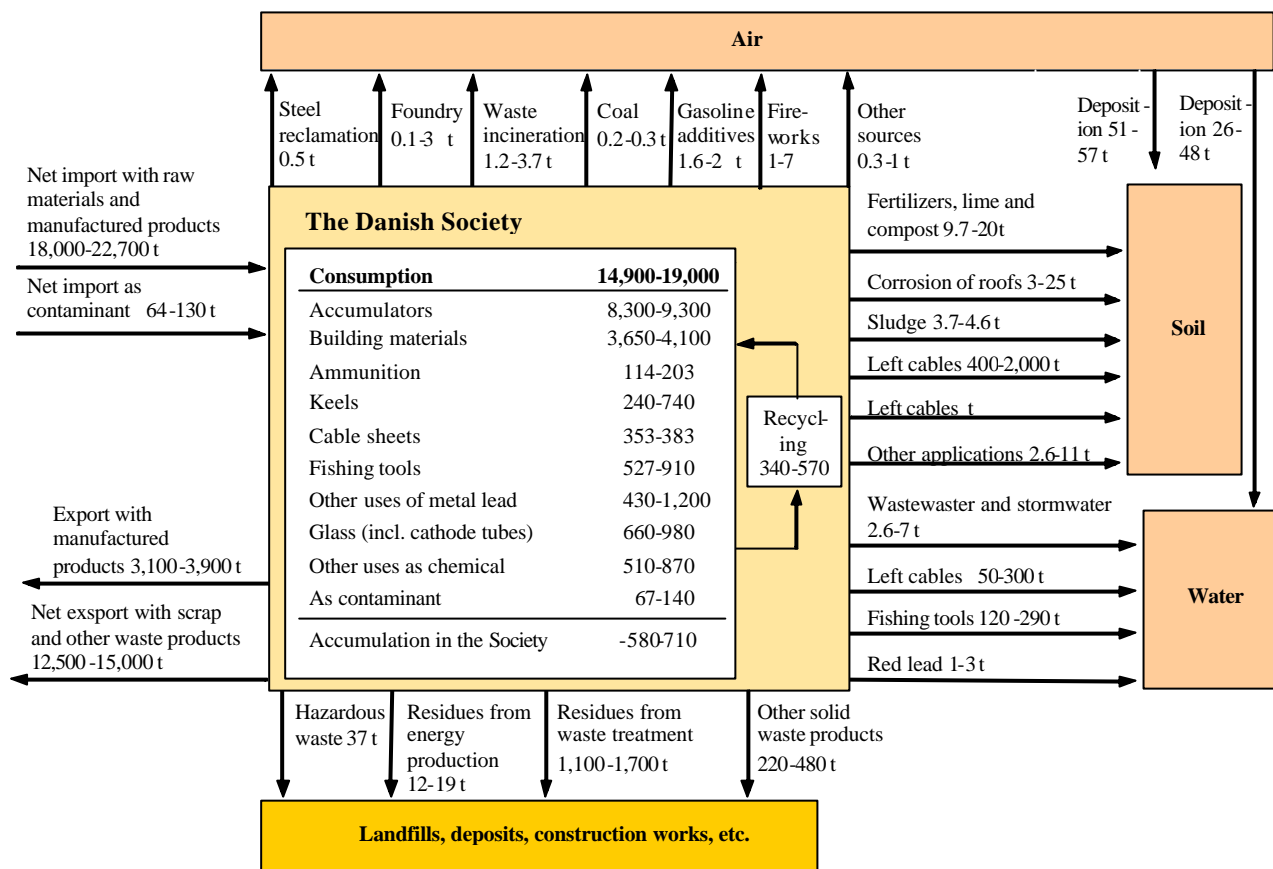 Air
Steel
reclamation
0.5 t
Foundry
0.1-3 t
Waste
incineration
1.2-3.7 t
Coal
0.2-0.3 t
Gasoline
additives
1.6-2 t
Fire-
works
1-7
Other
sources
0.3-1 t
Deposit-
ion 51-
57 t
Deposit-
ion 26-
48 t
Net import with raw
materials and
manufactured products
18,000-22,700 t
Net import as
contaminant 64-130 t
Export with
manufactured
products 3,100-3,900 t
Net exsport with scrap
and other waste products
12,500-15,000 t
The Danish Society
Consumption 14,900-19,000
Accumulators 8,300-9,300
Building materials 3,650-4,100
Ammunition 114-203
Keels 240-740
Cable sheets 353-383
Fishing tools 527-910
Other uses of metal lead 430-1,200
Glass (incl. cathode tubes) 660-980
Other uses as chemical 510-870
As contaminant 67-140
Accumulation in the Society -580-710
Recycl-
ing
340-570
Fertilizers, lime and
compost 9.7-20t
Corrosion of roofs 3-25 t
Sludge 3.7-4.6 t
Left cables 400-2,000 t
Left cables t
Other applications 2.6-11 t
Soil
Wastewaster and stormwater
2.6-7 t
Left cables 50-300 t
Fishing tools 120-290 t
Red lead 1-3 t
Water
Hazardous
waste 37 t
Residues from
energy
production
12-19 t
Residues from
waste treatment
1,100-1,700 t
Other solid
waste products
220-480 t
Landfills, deposits, construction works, etc.